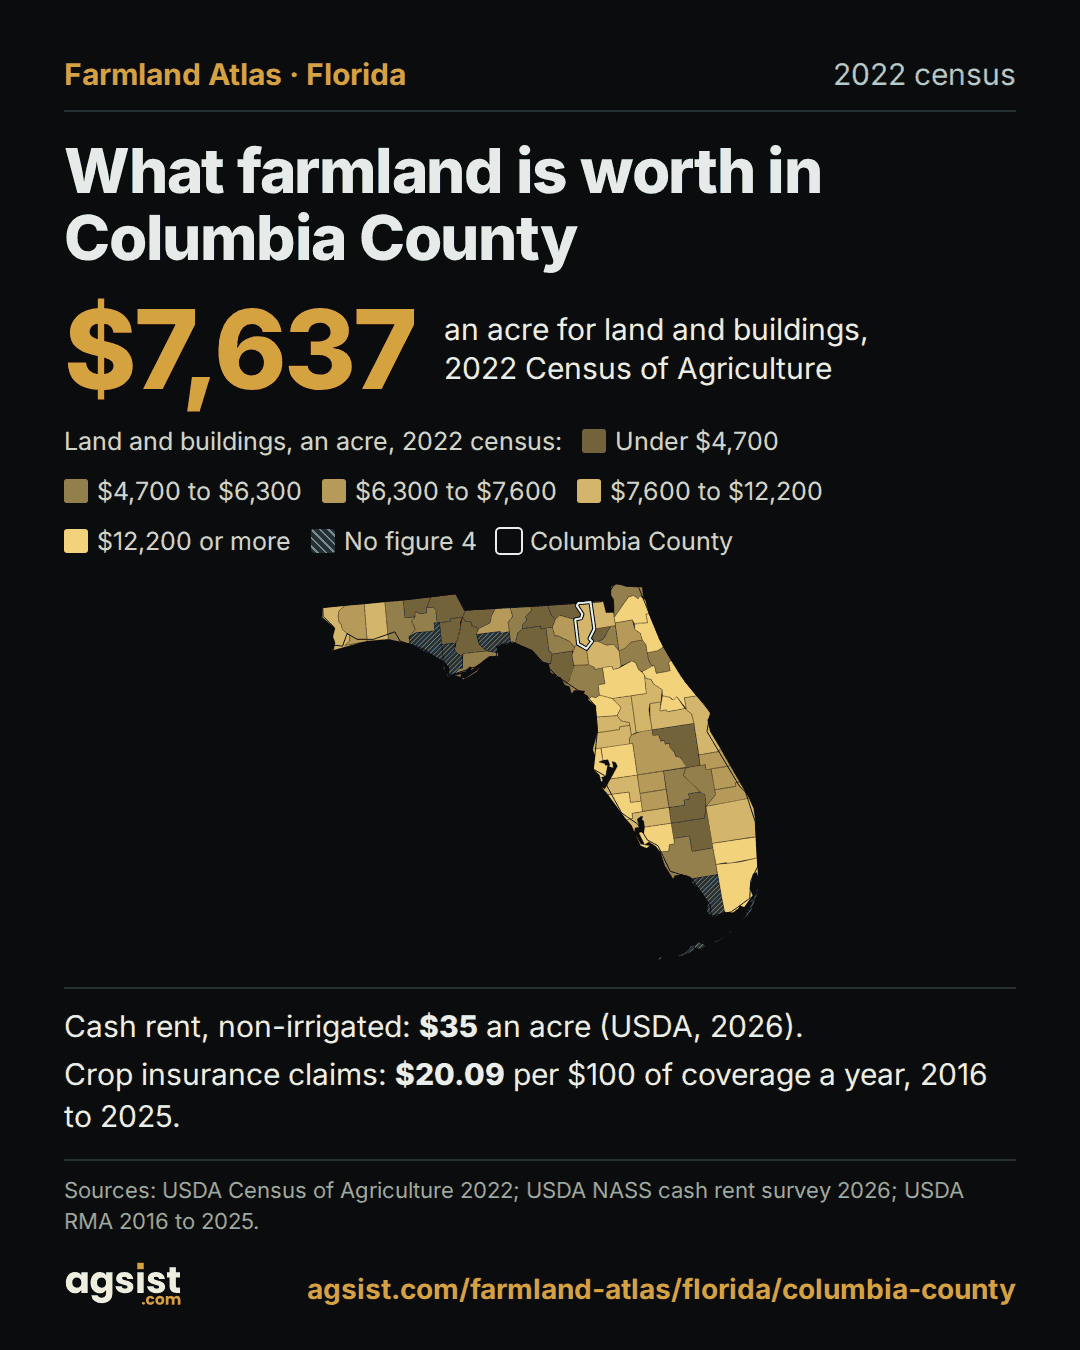 Farmland Atlas · Florida
2022 census
What farmland is worth in
Columbia County
$7,637
an acre for land and buildings,
2022 Census of Agriculture
Land and buildings, an acre, 2022 census: Under $4,700
$4,700 to $6,300 $6,300 to $7,600 $7,600 to $12,200
$12,200 or more No figure 4 Columbia County
Cash rent, non-irrigated: $35 an acre (USDA, 2026).
Crop insurance claims: $20.09 per $100 of coverage a year, 2016
to 2025.
Sources: USDA Census of Agriculture 2022; USDA NASS cash rent survey 2026; USDA
RMA 2016 to 2025.
agsist
.com
agsist.com/farmland-atlas/florida/columbia-county